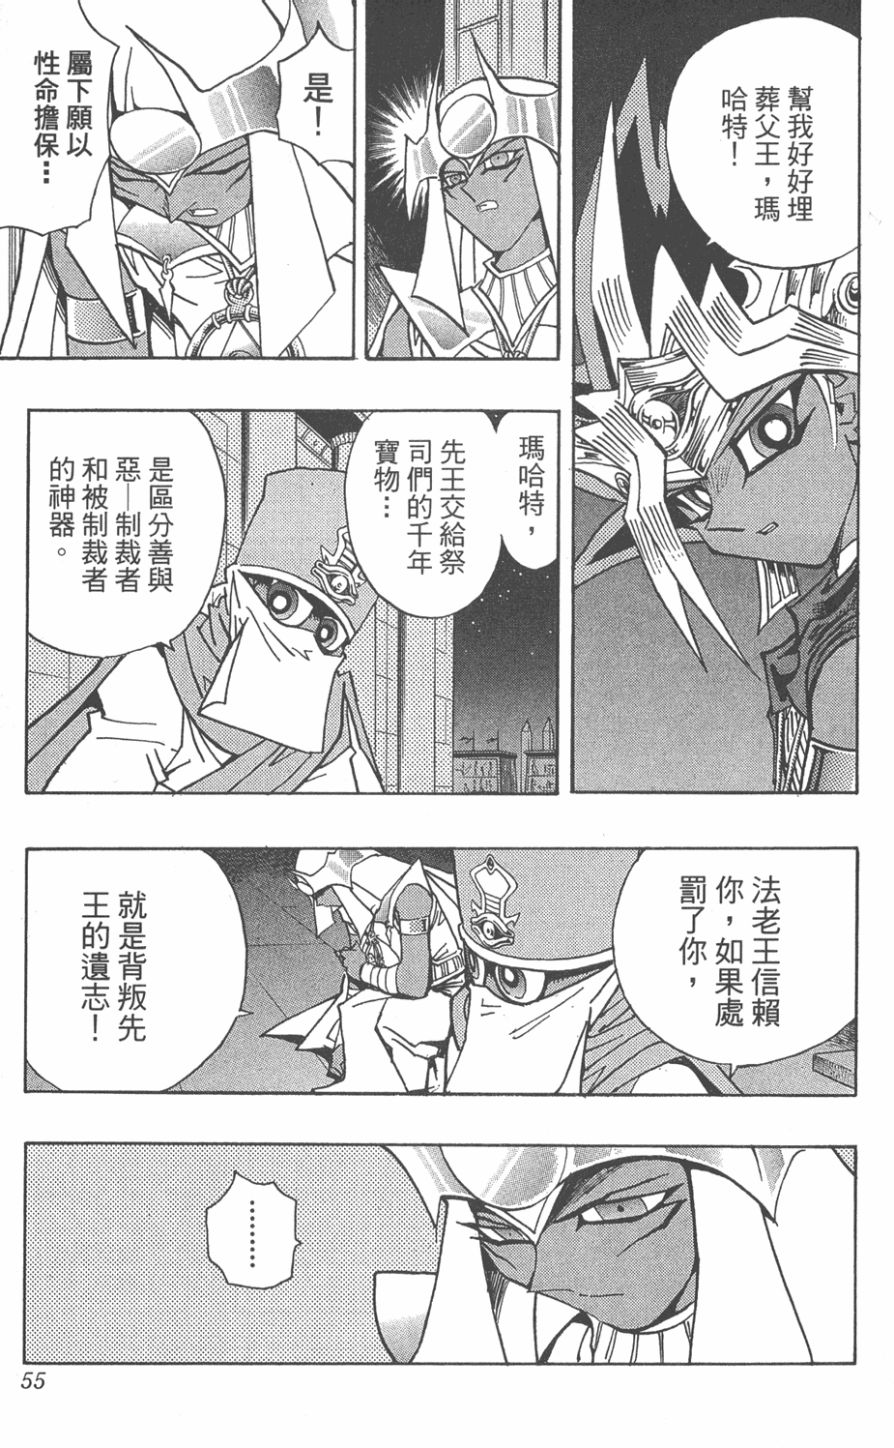 幫我好好埋
葬父王，瑪
哈特！
是！
屬下願以
性命擔保…
瑪哈特，
先王交給祭
司們的千年
寶物…
是區分善與
惡—制裁者
和被制裁者
的神器。
法老王信賴
你，如果處
罰了你，
就是背叛先
王的遺志！
………
55